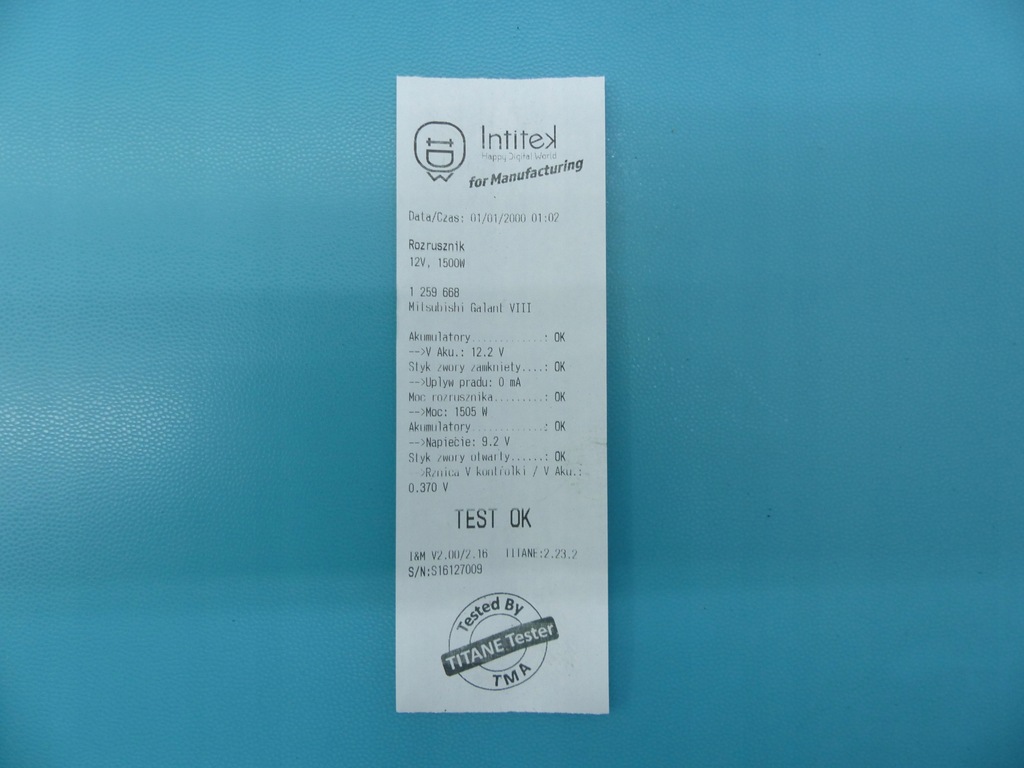 Intitek
Happy Digital World
for Manufacturing
Data/Czas: 01/01/2000 01:02
Rozrusznik
12V, 1500W
1 259 668
Mitsubishi Galant VIII
Akumulatory...........: OK
-->V Aku.: 12.2 V
Styk zwory zamkniety....: OK
-->Uplyw pradu: 0 mA
Moc rozrusznika.........: OK
-->Moc: 1505 W
Akumulatory...........: OK
-->Napiecie: 9.2 V
Styk zwory otwarty......: OK
-->Rznica V kontrolki / V Aku.:
0.370 V
TEST OK
I&M V2.00/2.16 TITANE:2.23.2
S/N:S16127009
Tested By
TITANE Tester
TMA